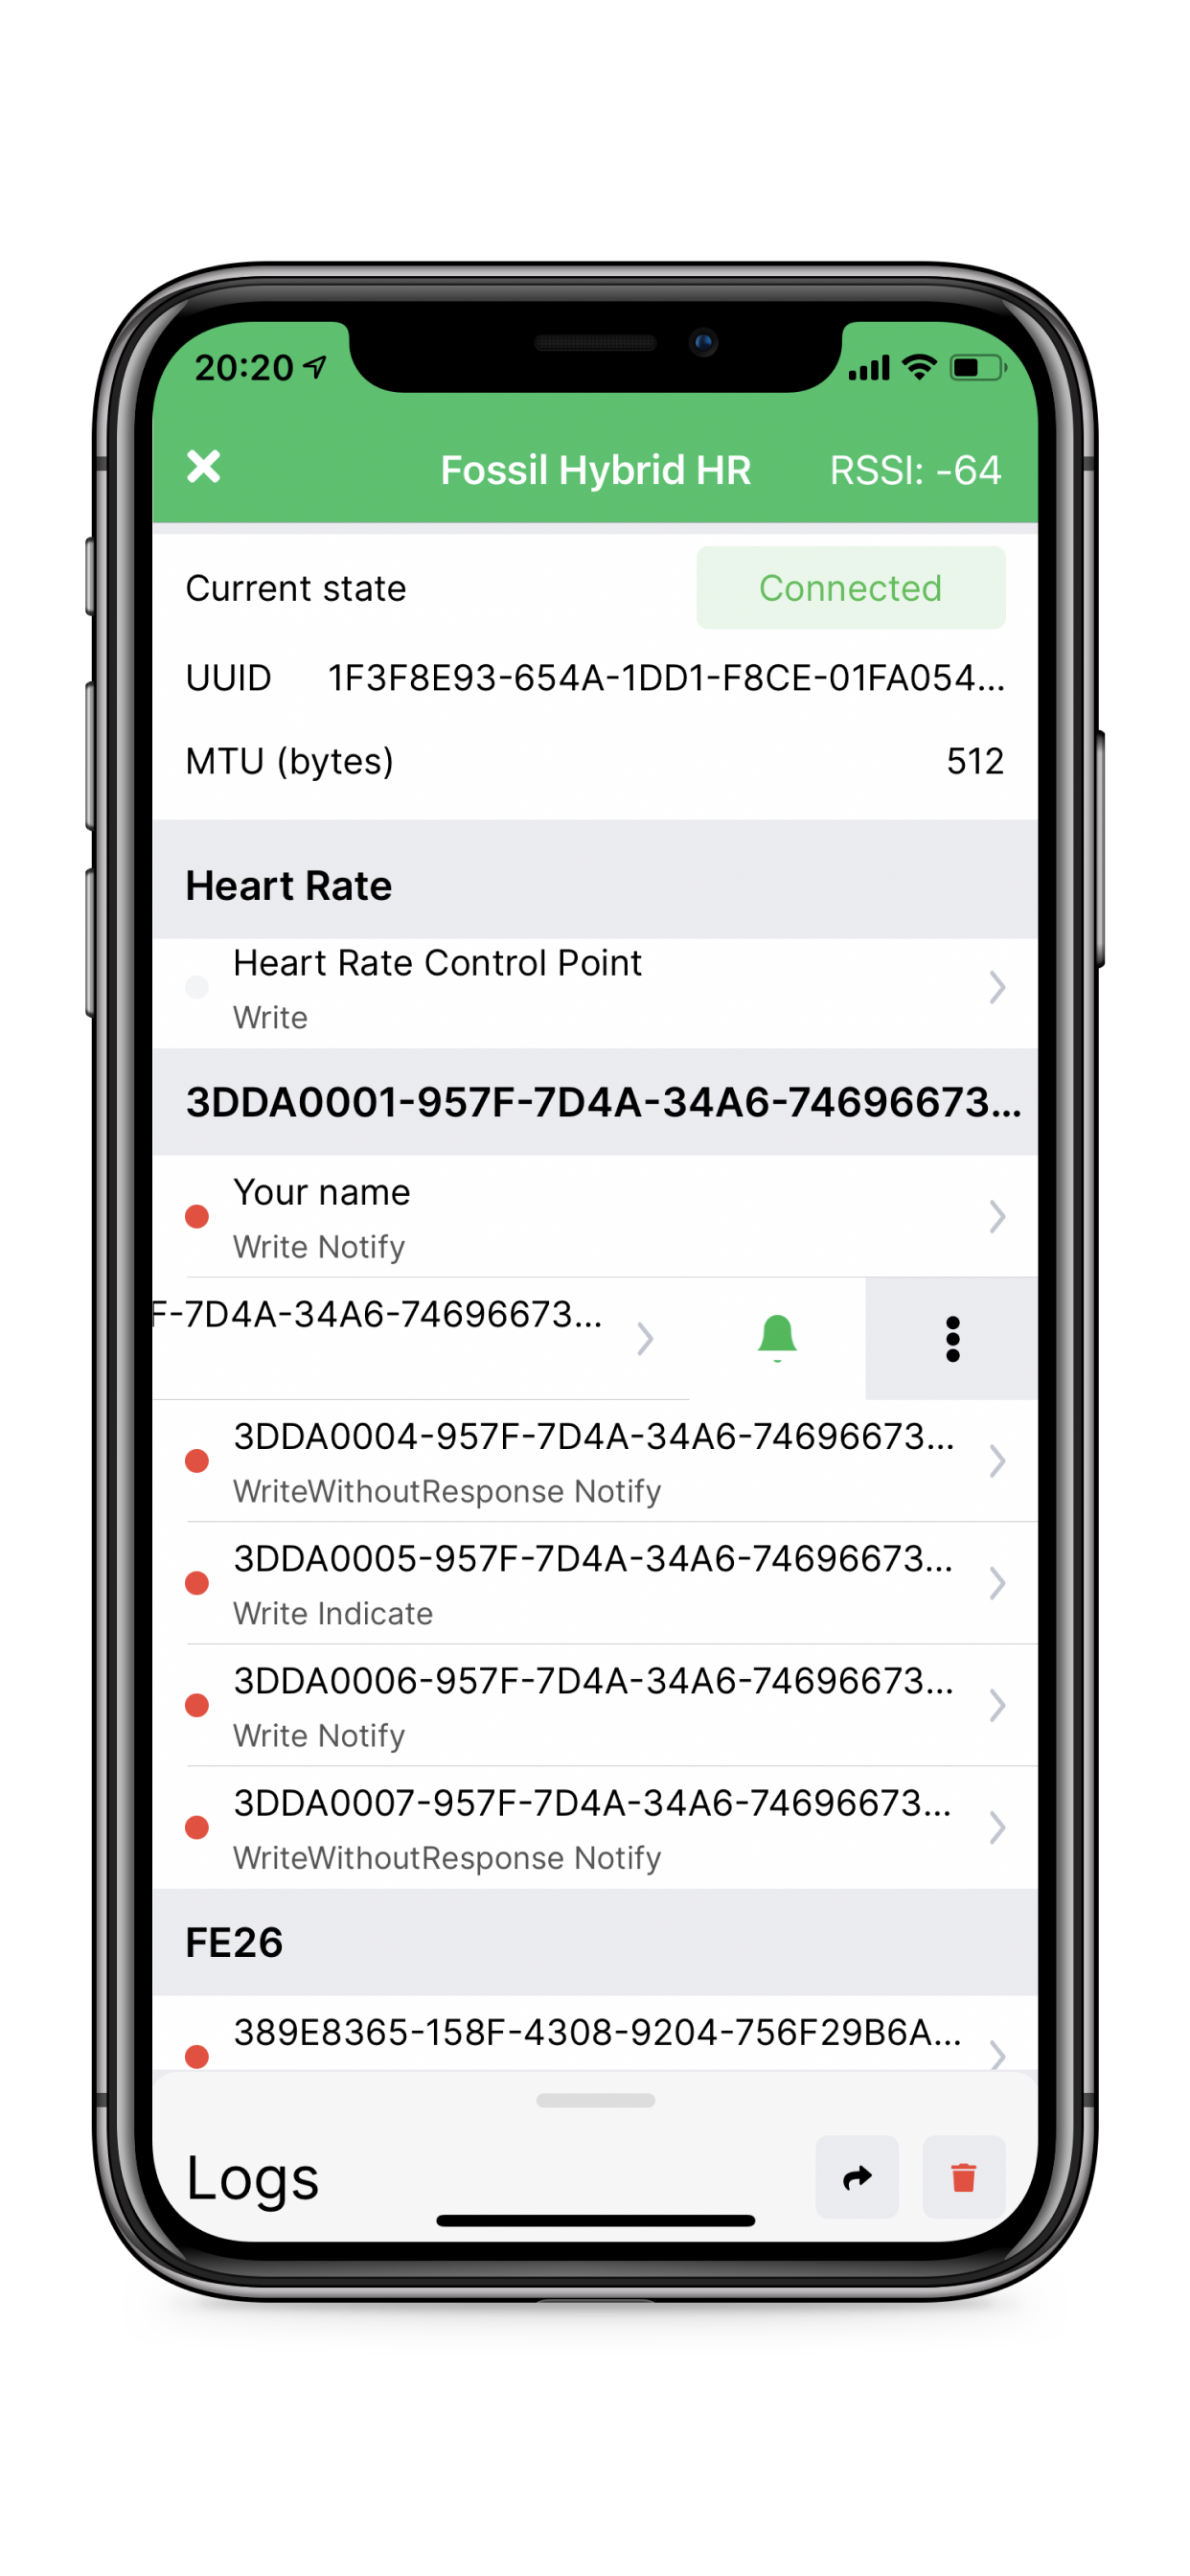 20:20
Fossil Hybrid HR RSSI: -64
Current state Connected
UUID 1F3F8E93-654A-1DD1-F8CE-01FA054...
MTU (bytes) 512
Heart Rate
Heart Rate Control Point
Write
3DDA0001-957F-7D4A-34A6-74696673...
Your name
Write Notify
F-7D4A-34A6-74696673...
3DDA0004-957F-7D4A-34A6-74696673...
WriteWithoutResponse Notify
3DDA0005-957F-7D4A-34A6-74696673...
Write Indicate
3DDA0006-957F-7D4A-34A6-74696673...
Write Notify
3DDA0007-957F-7D4A-34A6-74696673...
WriteWithoutResponse Notify
FE26
389E8365-158F-4308-9204-756F29B6A...
Logs